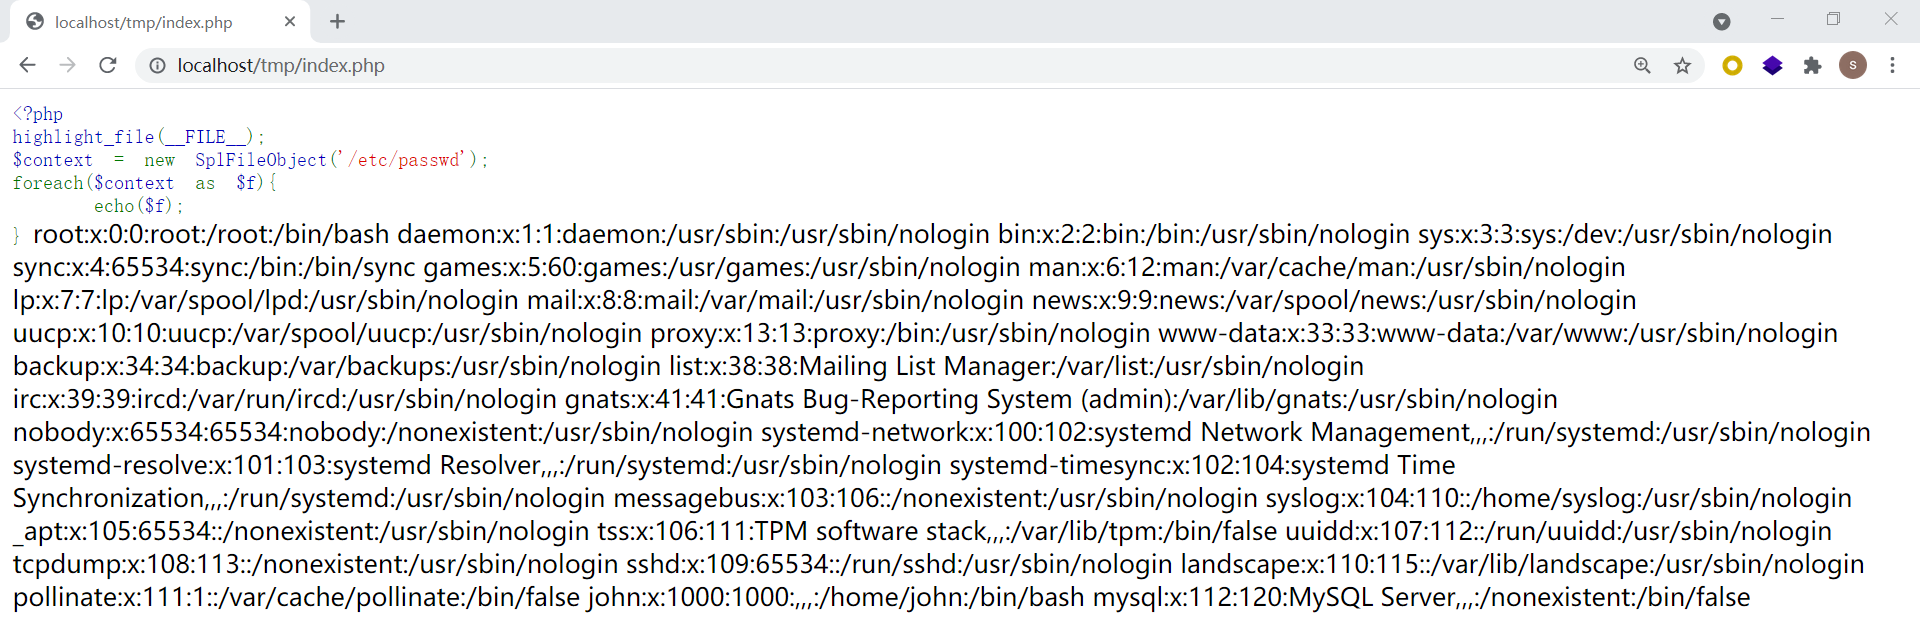 localhost/tmp/index.php
localhost/tmp/index.php
S
<?php
highlight_file(__FILE__);
$context = new SplFileObject('/etc/passwd');
foreach($context as $f){
echo($f);
} root:x:0:0:root:/root:/bin/bash daemon:x:1:1:daemon:/usr/sbin:/usr/sbin/nologin bin:x:2:2:bin:/bin:/usr/sbin/nologin sys:x:3:3:sys:/dev:/usr/sbin/nologin
sync:x:4:65534:sync:/bin:/bin/sync games:x:5:60:games:/usr/games:/usr/sbin/nologin man:x:6:12:man:/var/cache/man:/usr/sbin/nologin
lp:x:7:7:lp:/var/spool/lpd:/usr/sbin/nologin mail:x:8:8:mail:/var/mail:/usr/sbin/nologin news:x:9:9:news:/var/spool/news:/usr/sbin/nologin
uucp:x:10:10:uucp:/var/spool/uucp:/usr/sbin/nologin proxy:x:13:13:proxy:/bin:/usr/sbin/nologin www-data:x:33:33:www-data:/var/www:/usr/sbin/nologin
backup:x:34:34:backup:/var/backups:/usr/sbin/nologin list:x:38:38:Mailing List Manager:/var/list:/usr/sbin/nologin
irc:x:39:39:ircd:/var/run/ircd:/usr/sbin/nologin gnats:x:41:41:Gnats Bug-Reporting System (admin):/var/lib/gnats:/usr/sbin/nologin
nobody:x:65534:65534:nobody:/nonexistent:/usr/sbin/nologin systemd-network:x:100:102:systemd Network Management,,,:/run/systemd:/usr/sbin/nologin
systemd-resolve:x:101:103:systemd Resolver,,,:/run/systemd:/usr/sbin/nologin systemd-timesync:x:102:104:systemd Time
Synchronization,,,:/run/systemd:/usr/sbin/nologin messagebus:x:103:106::/nonexistent:/usr/sbin/nologin syslog:x:104:110::/home/syslog:/usr/sbin/nologin
_apt:x:105:65534::/nonexistent:/usr/sbin/nologin tss:x:106:111:TPM software stack,,,:/var/lib/tpm:/bin/false uuidd:x:107:112::/run/uuidd:/usr/sbin/nologin
tcpdump:x:108:113::/nonexistent:/usr/sbin/nologin sshd:x:109:65534::/run/sshd:/usr/sbin/nologin landscape:x:110:115::/var/lib/landscape:/usr/sbin/nologin
pollinate:x:111:1::/var/cache/pollinate:/bin/false john:x:1000:1000:,,,:/home/john:/bin/bash mysql:x:112:120:MySQL Server,,,:/nonexistent:/bin/false